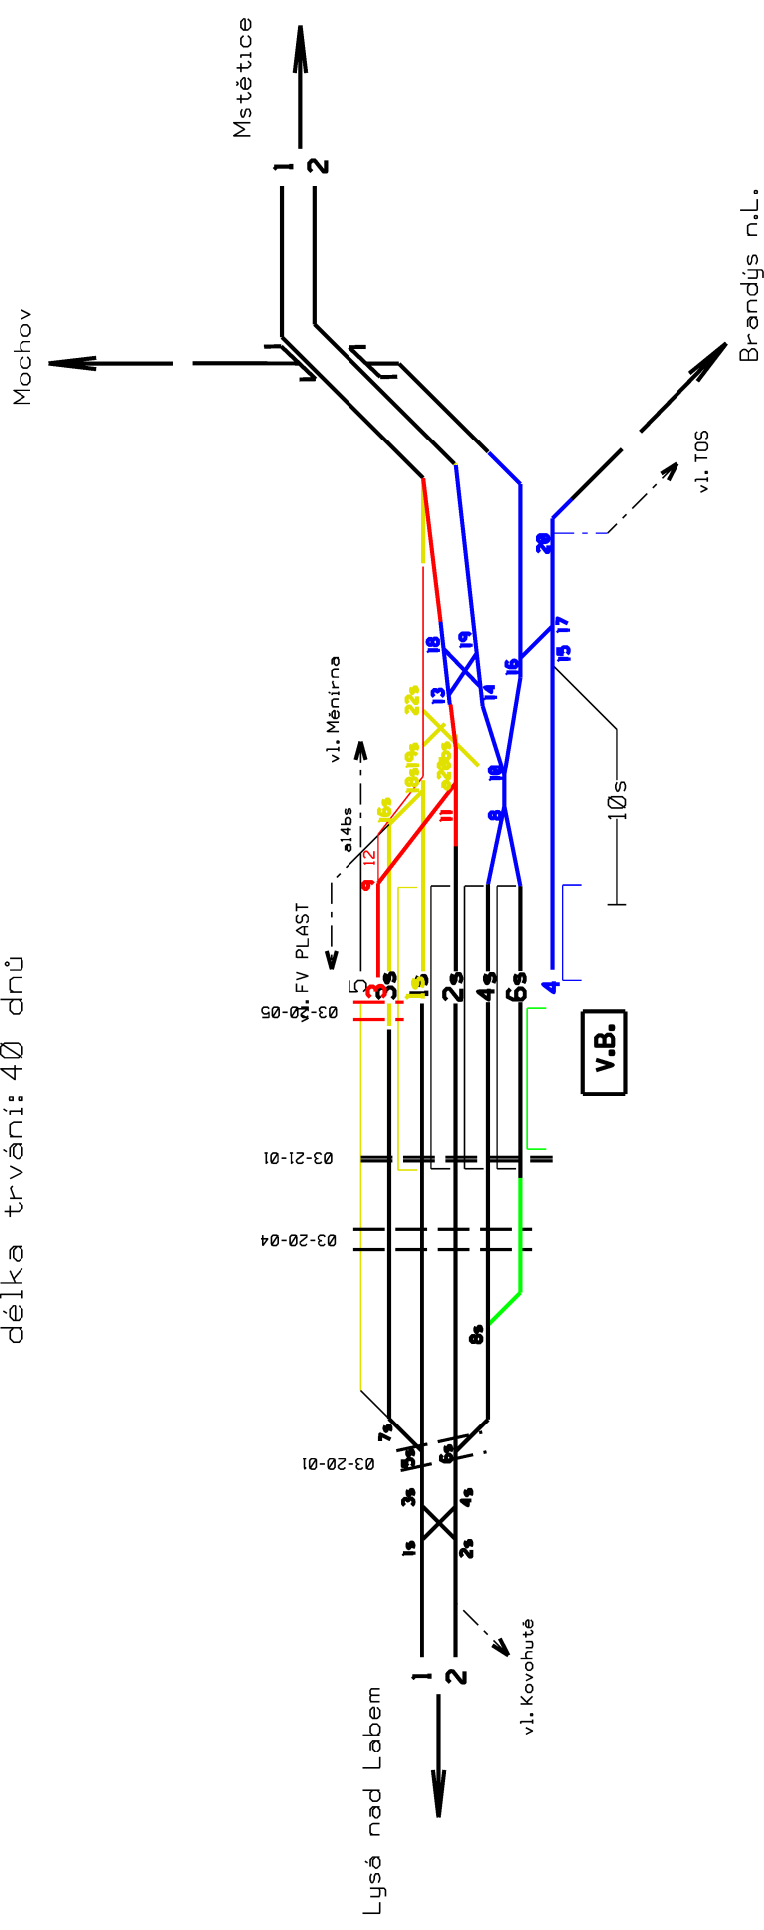 délka trvání: 40 dnů
Mstětice
1
2
Mochov
Brandýs n.L.
vl. TOS
20
17
15
18
19
16
13
14
22s
vl. Měnírna
18s
19s
a20bs
10
16s
8
11
a14bs
12
9
10s
vl. FV PLAST
5
3
3s
1s
2s
4s
6s
4
03-20-05
V.B.
03-21-01
03-20-04
8s
7s
5s
6s
03-20-01
3s
4s
1s
2s
vl. Kovohutě
1
2
Lysá nad Labem